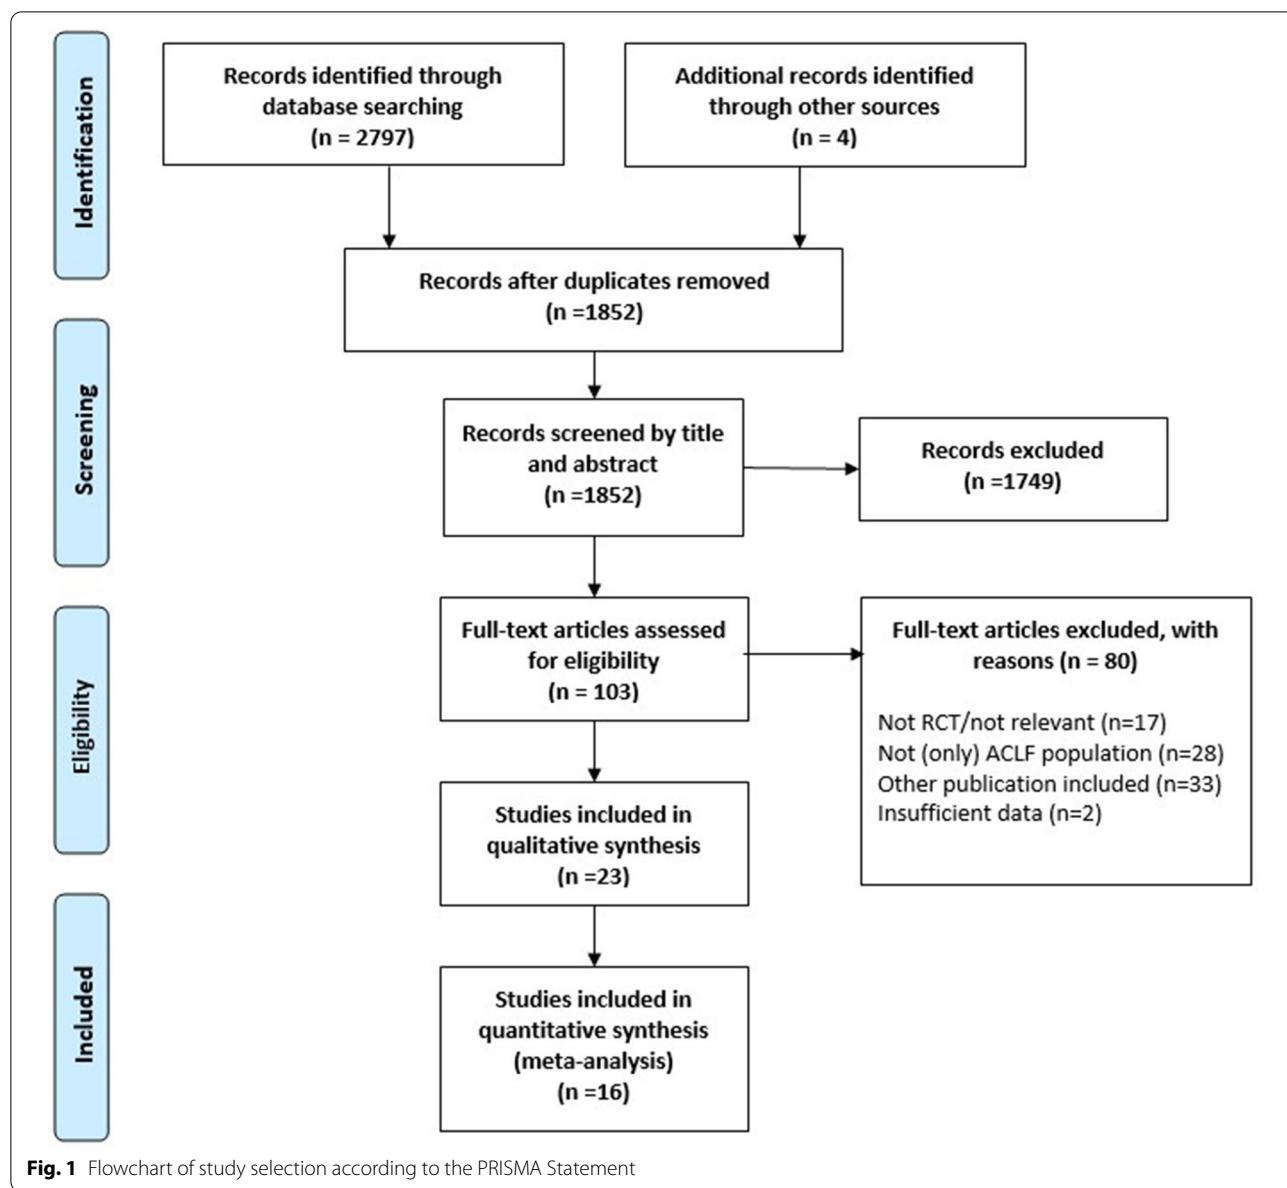 Identification
Records identified through
database searching
(n = 2797)
Additional records identified
through other sources
(n = 4)
Records after duplicates removed
(n =1852)
Screening
Records screened by title
and abstract
(n =1852)
Records excluded
(n =1749)
Eligibility
Full-text articles assessed
for eligibility
(n = 103)
Full-text articles excluded, with
reasons (n = 80)
Not RCT/not relevant (n=17)
Not (only) ACLF population (n=28)
Other publication included (n=33)
Insufficient data (n=2)
Studies included in
qualitative synthesis
(n =23)
Included
Studies included in
quantitative synthesis
(meta-analysis)
(n =16)
Fig. 1 Flowchart of study selection according to the PRISMA Statement